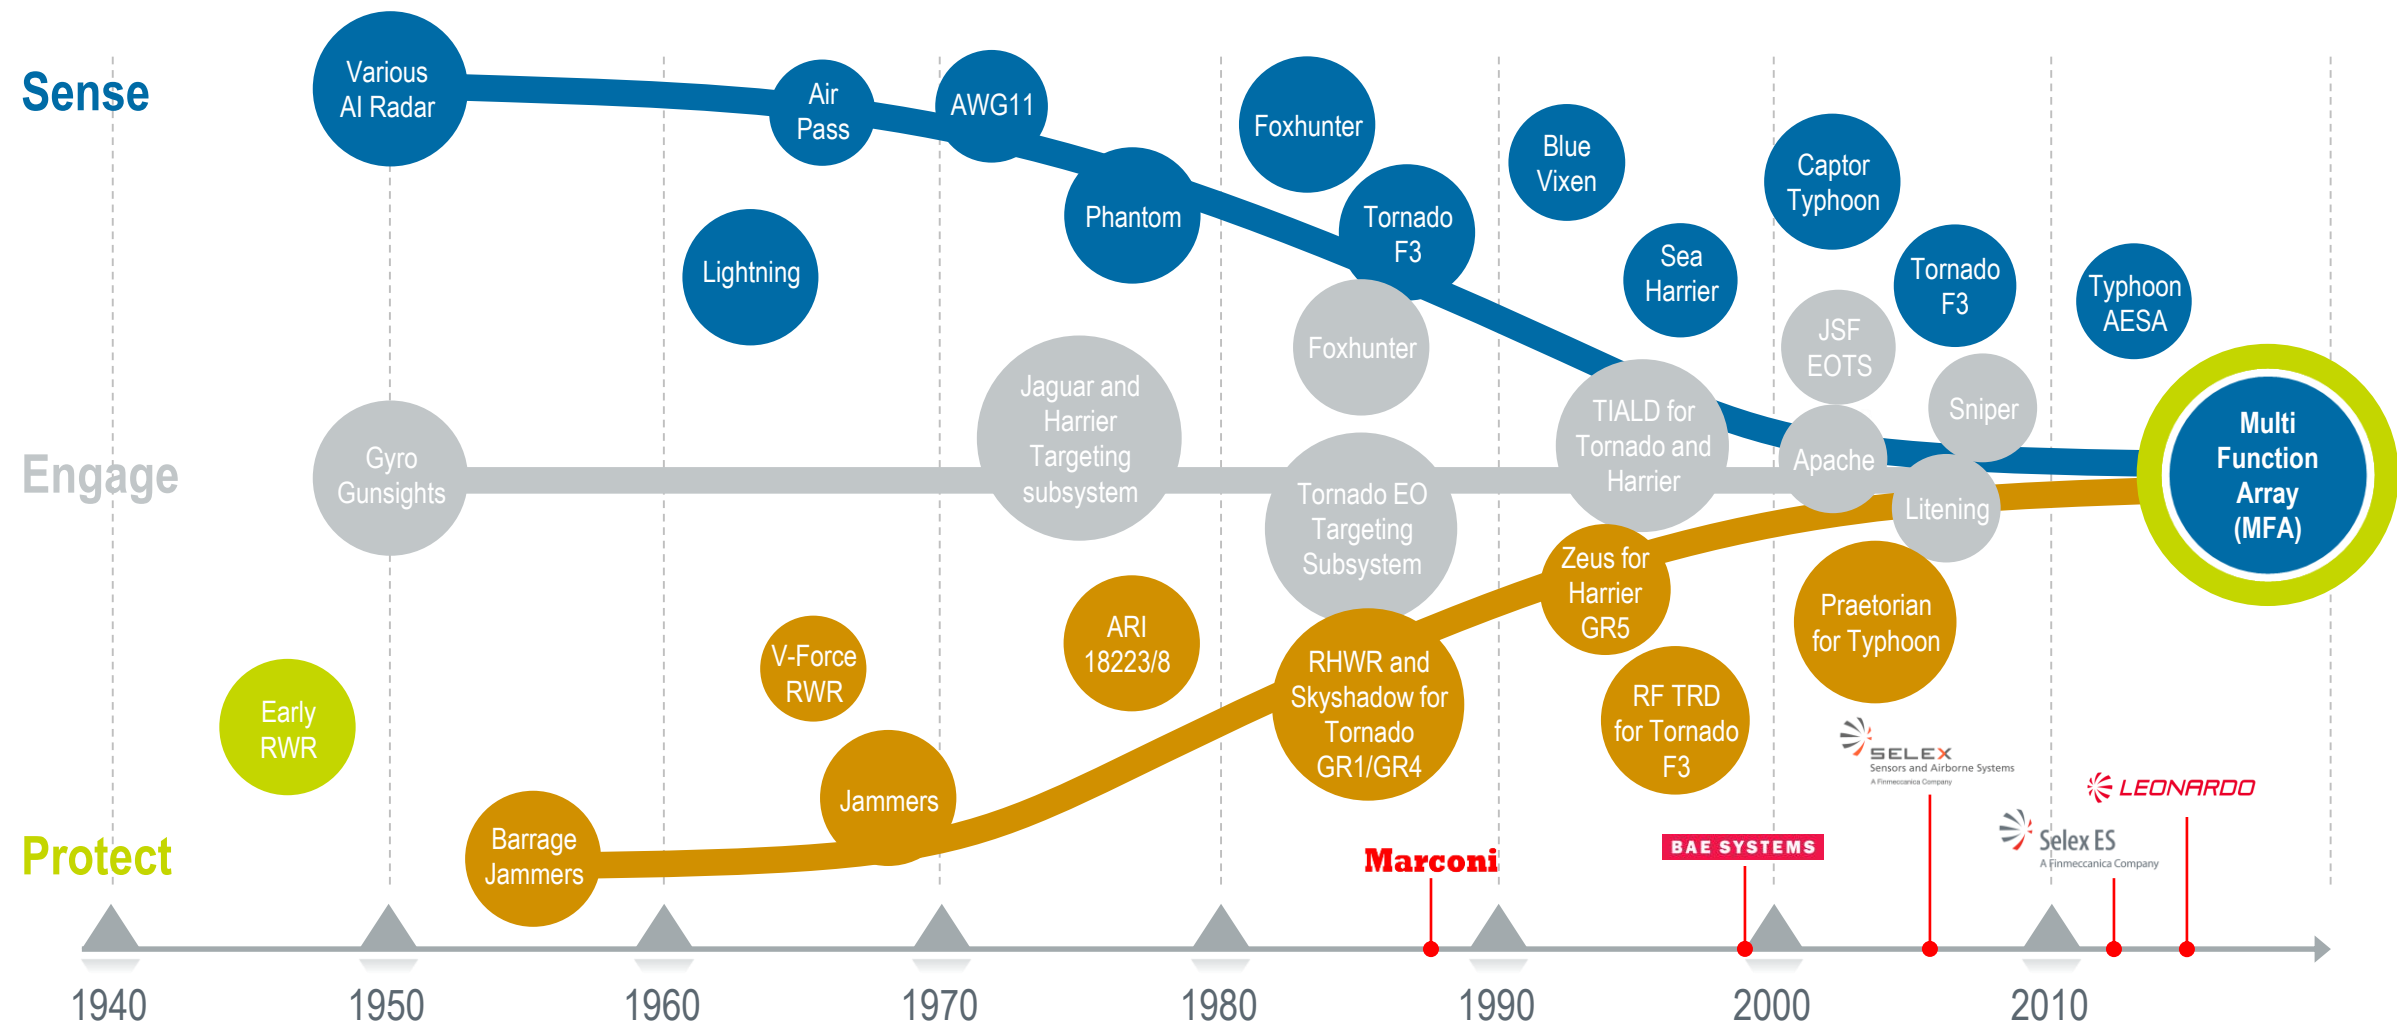 Sense
Various
AI Radar
Air
Pass
AWG11
Lightning
Phantom
Foxhunter
Tornado
F3
Blue
Vixen
Sea
Harrier
Captor
Typhoon
Tornado
F3
Typhoon
AESA
Engage
Gyro
Gunsights
Jaguar and
Harrier
Targeting
subsystem
Foxhunter
Tornado EO
Targeting
Subsystem
TIALD for
Tornado and
Harrier
JSF
EOTS
Apache
Sniper
Litening
Multi
Function
Array
(MFA)
Protect
Early
RWR
Barrage
Jammers
V-Force
RWR
Jammers
ARI
18223/8
RHWR and
Skyshadow for
Tornado
GR1/GR4
Zeus for
Harrier
GR5
RF TRD
for Tornado
F3
Praetorian
for Typhoon
Marconi
BAE SYSTEMS
SELEX
Sensors and Airborne Systems
A Finmeccanica Company
Selex ES
A Finmeccanica Company
LEONARDO
1940
1950
1960
1970
1980
1990
2000
2010